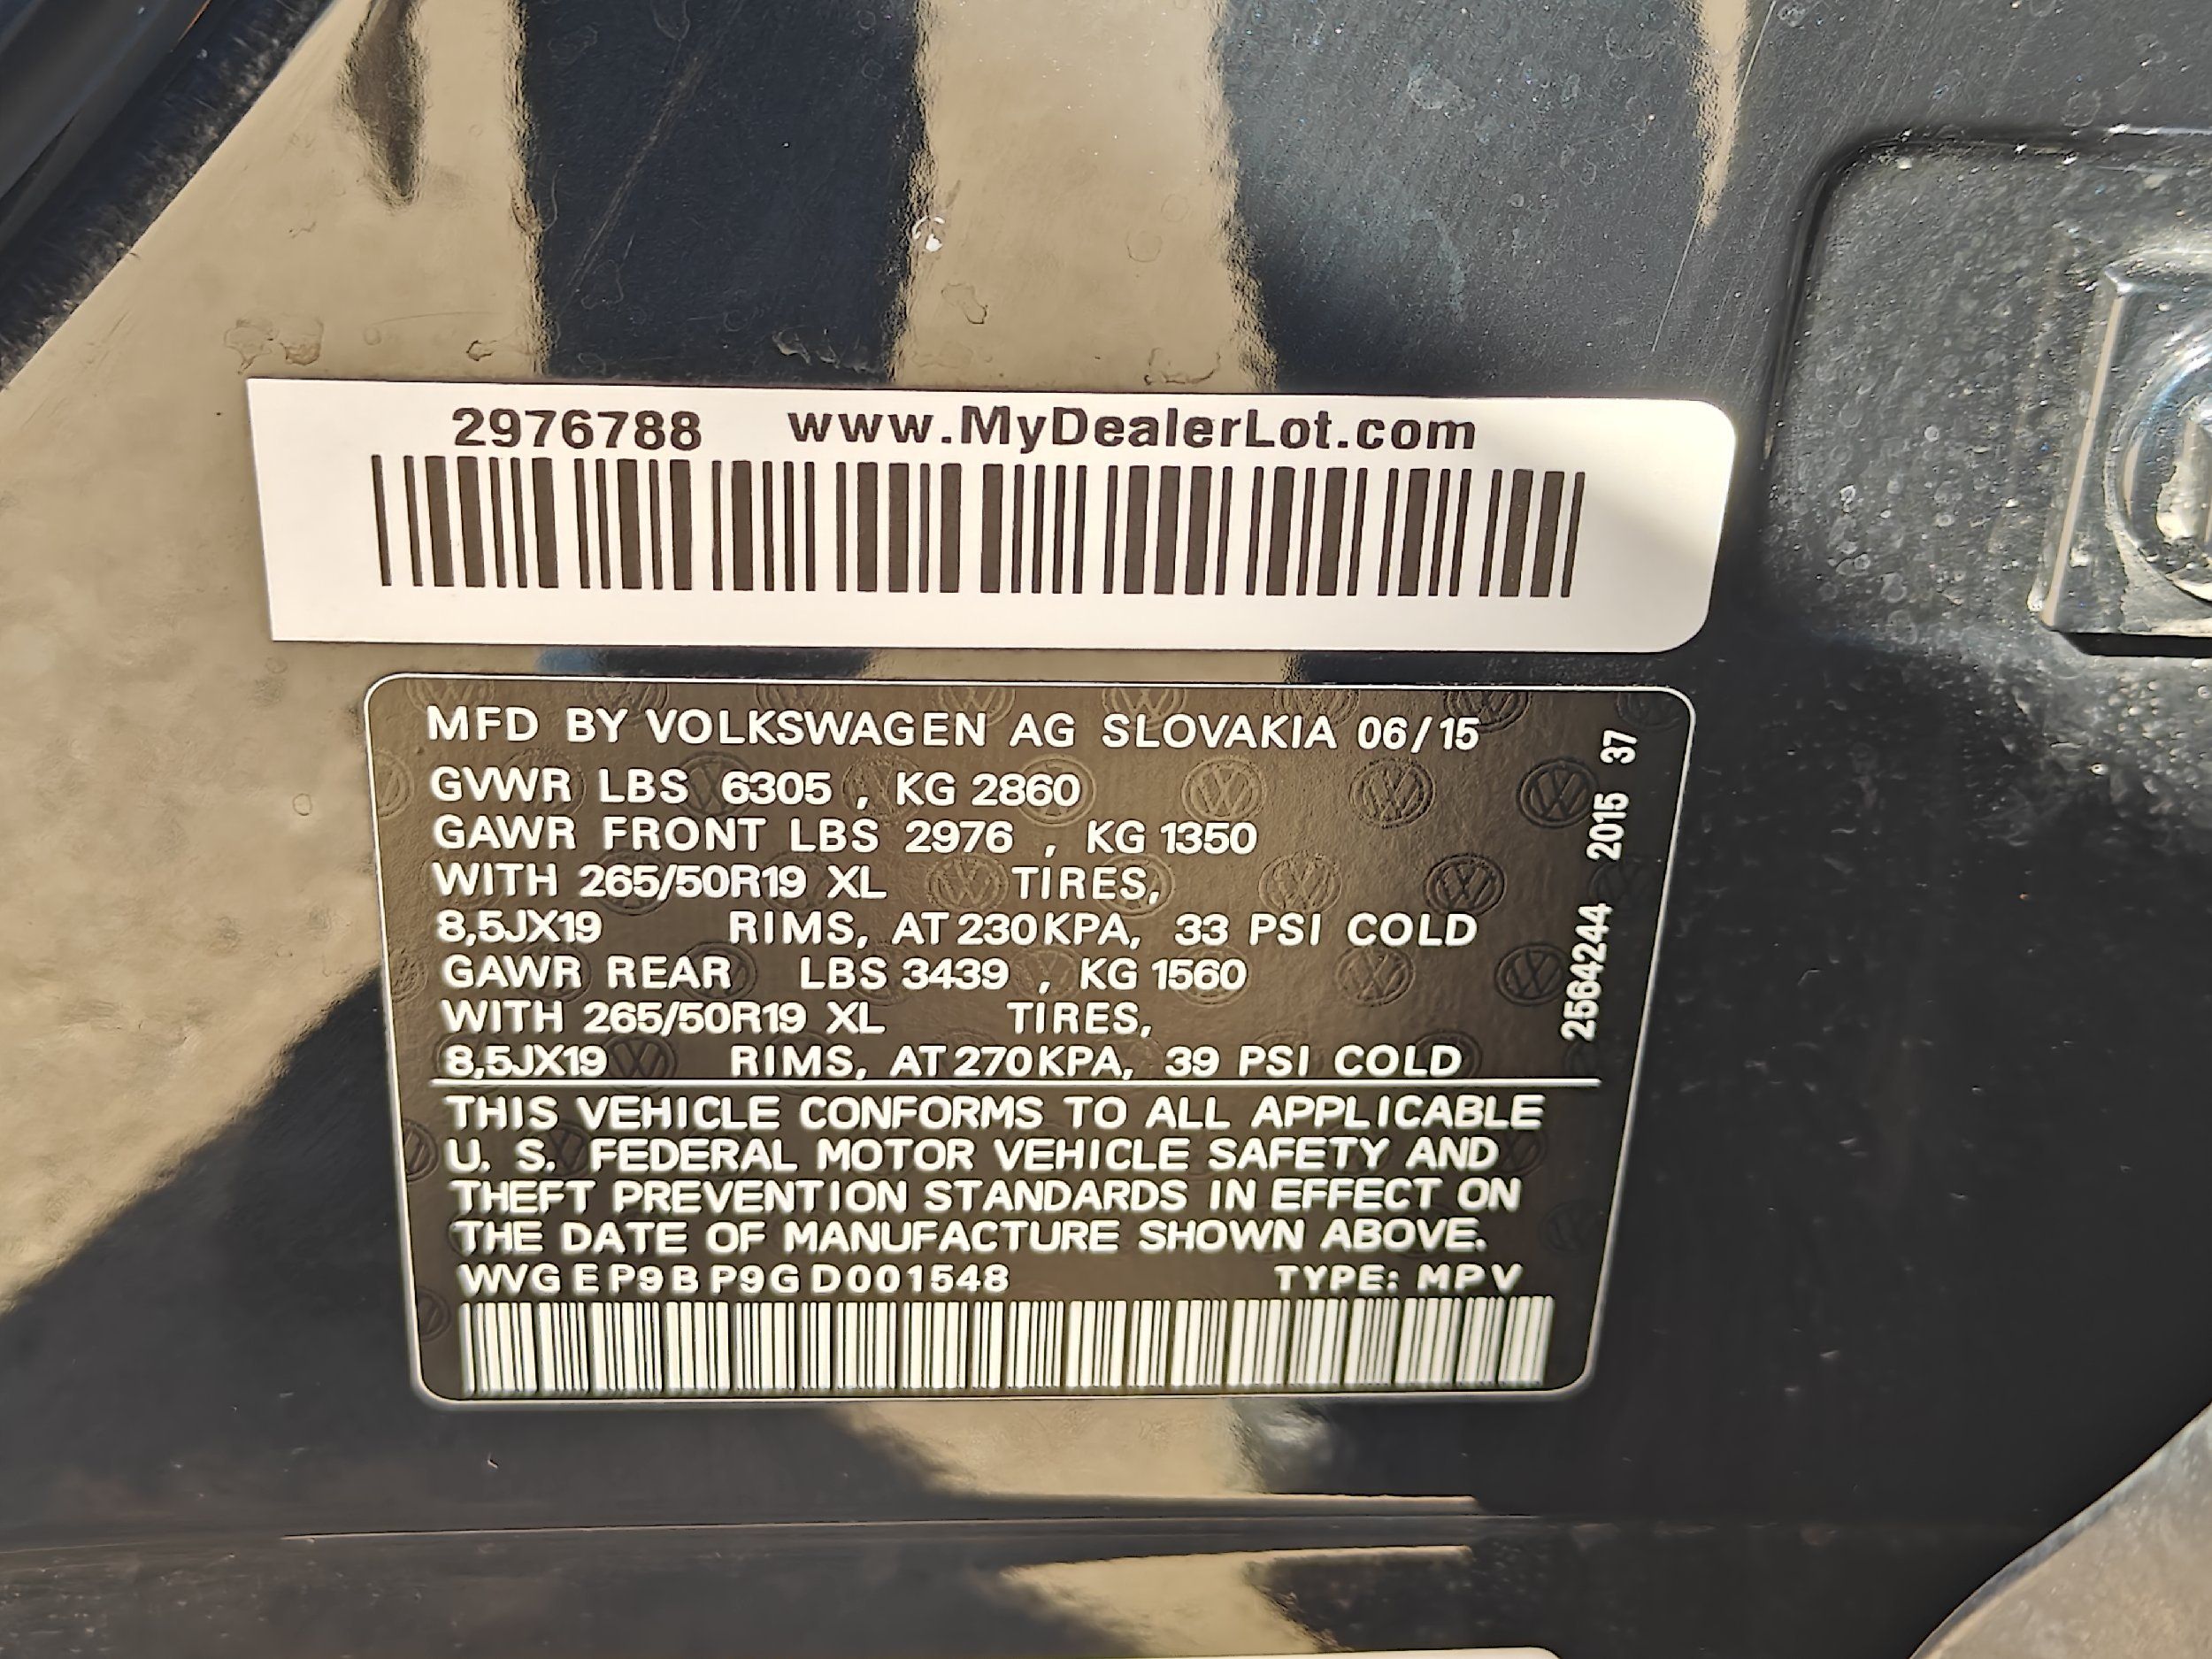 2976788 www.MyDealerLot.com
MFD BY VOLKSWAGEN AG SLOVAKIA 06/15
GVWR LBS 6305 , KG 2860
GAWR FRONT LBS 2976 , KG 1350
WITH 265/50R19 XL TIRES,
8,5JX19 RIMS, AT 230KPA, 33 PSI COLD
GAWR REAR LBS 3439 , KG 1560
WITH 265/50R19 XL TIRES,
8,5JX19 RIMS, AT 270KPA, 39 PSI COLD
THIS VEHICLE CONFORMS TO ALL APPLICABLE
U. S. FEDERAL MOTOR VEHICLE SAFETY AND
THEFT PREVENTION STANDARDS IN EFFECT ON
THE DATE OF MANUFACTURE SHOWN ABOVE.
WVGEP9BP9GD001548 TYPE: MPV
2564244 2015 37